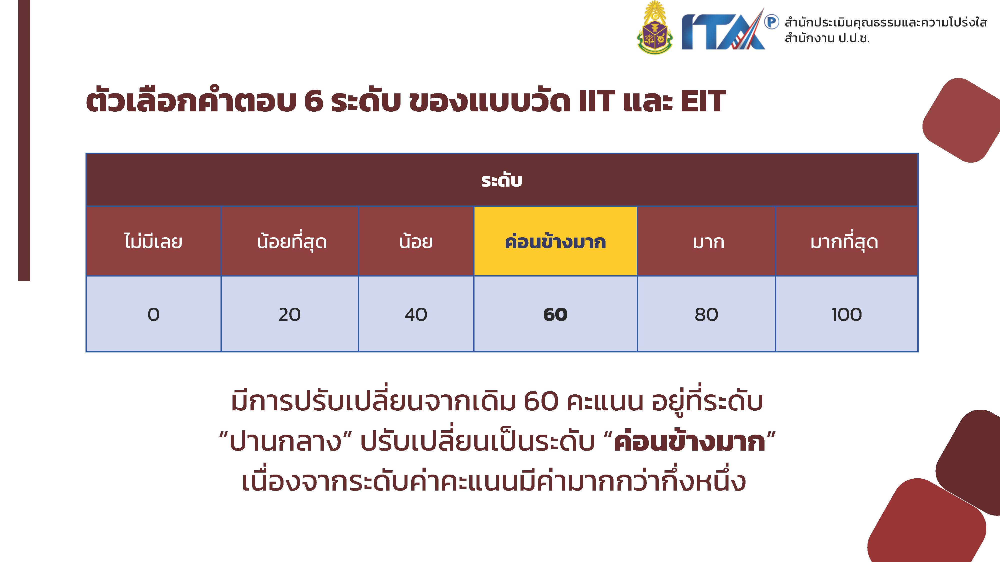 ITA P
สำนักประเมินคุณธรรมและความโปร่งใส
สำนักงาน ป.ป.ช.
ตัวเลือกคำตอบ 6 ระดับ ของแบบวัด IIT และ EIT
ระดับ
ไม่มีเลย น้อยที่สุด น้อย ค่อนข้างมาก มาก มากที่สุด
0 20 40 60 80 100
มีการปรับเปลี่ยนจากเดิม 60 คะแนน อยู่ที่ระดับ
“ปานกลาง” ปรับเปลี่ยนเป็นระดับ “ค่อนข้างมาก”
เนื่องจากระดับค่าคะแนนมีค่ามากกว่ากึ่งหนึ่ง